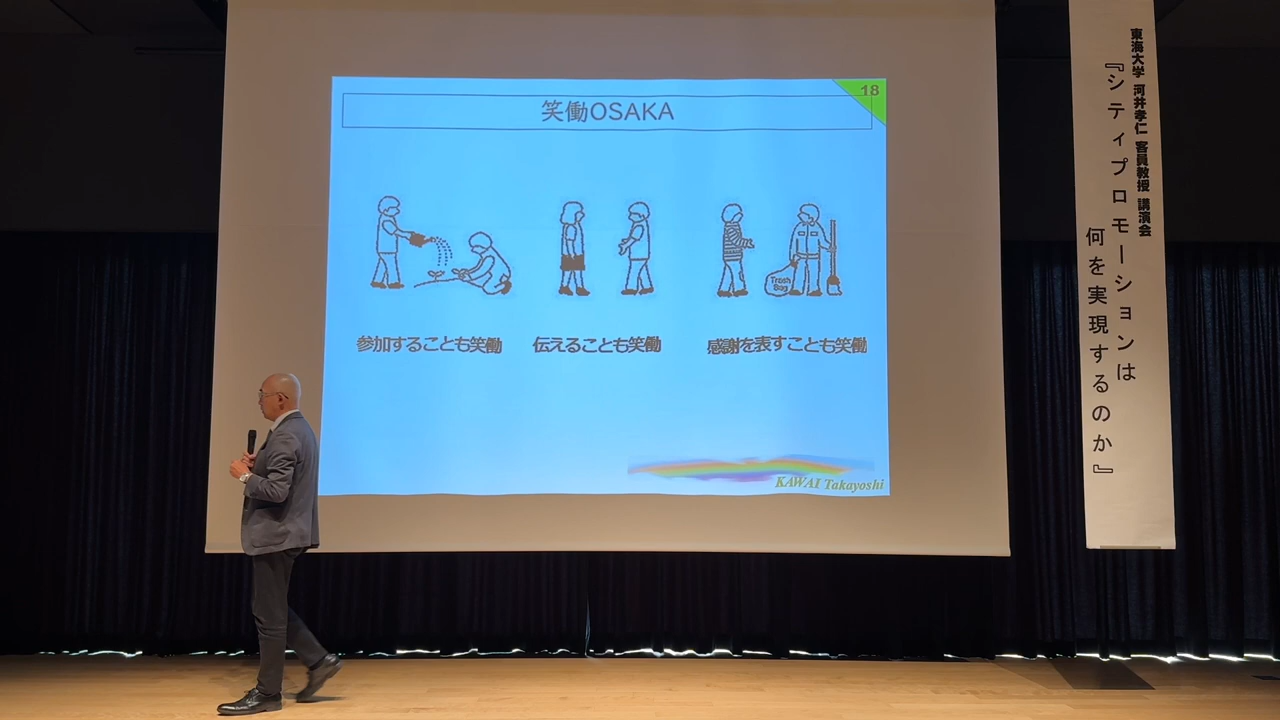 18
笑働OSAKA
Trash
Bag
参加することも笑働
伝えることも笑働
感謝を表すことも笑働
KAWAI Takayoshi
東海大学 河井孝仁 客員教授 講演会
『シティプロモーションは
何を実現するのか』